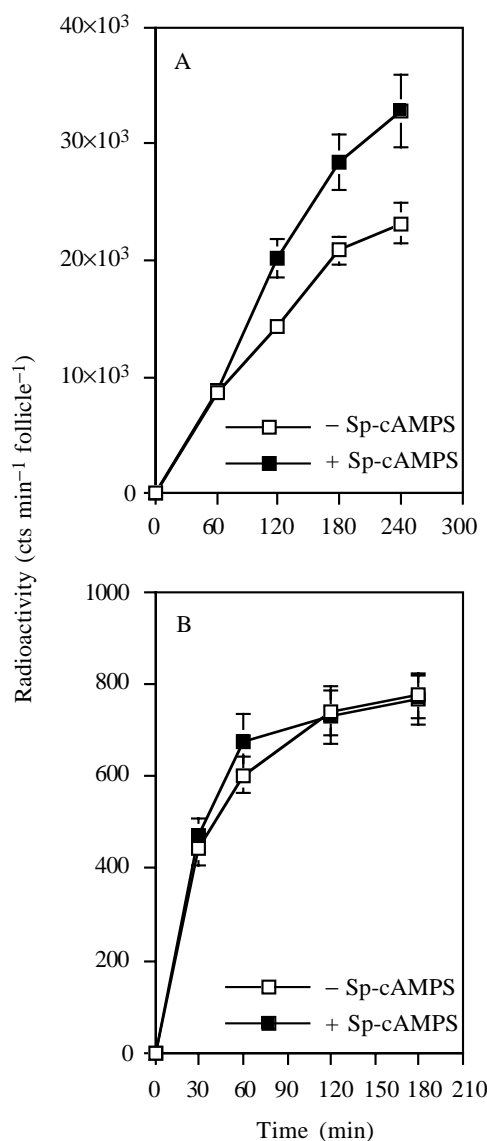 40×10³
A
30×10³
20×10³
10×10³
− Sp-cAMPS
+ Sp-cAMPS
0
0 60 120 180 240 300
Radioactivity (cts min⁻¹ follicle⁻¹)
1000
B
800
600
400
200
− Sp-cAMPS
+ Sp-cAMPS
0
0 30 60 90 120 150 180 210
Time (min)